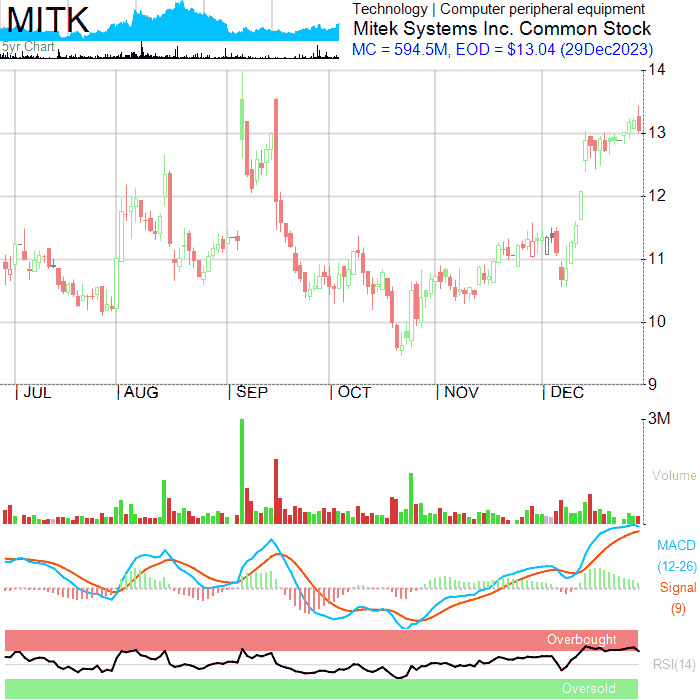 MITK
5yr Chart
Technology | Computer peripheral equipment
Mitek Systems Inc. Common Stock
MC = 594.5M, EOD = $13.04 (29Dec2023)
14
13
12
11
10
9
JUL AUG SEP OCT NOV DEC
3M
Volume
MACD
(12-26)
Signal
(9)
Overbought
RSI(14)
Oversold